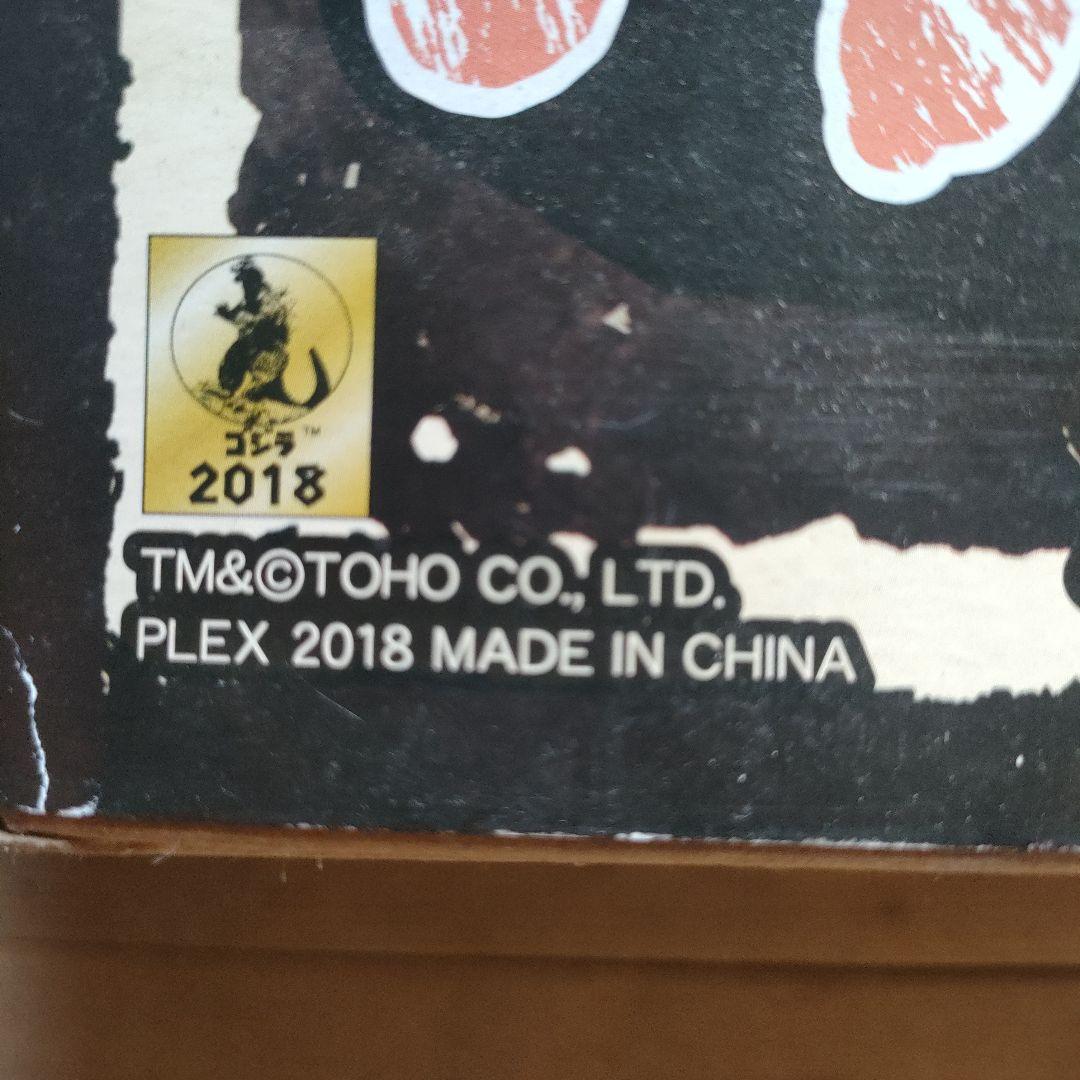 ゴジラ™
2018
TM&©TOHO CO., LTD.
PLEX 2018 MADE IN CHINA